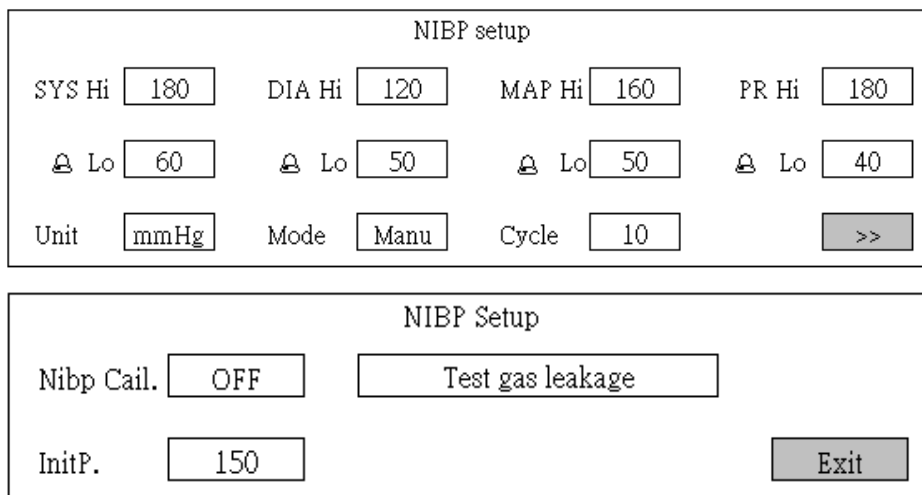 NIBP setup
SYS Hi 180 DIA Hi 120 MAP Hi 160 PR Hi 180
Lo 60 Lo 50 Lo 50 Lo 40
Unit mmHg Mode Manu Cycle 10 >>
NIBP Setup
Nibp Cail. OFF Test gas leakage
InitP. 150 Exit